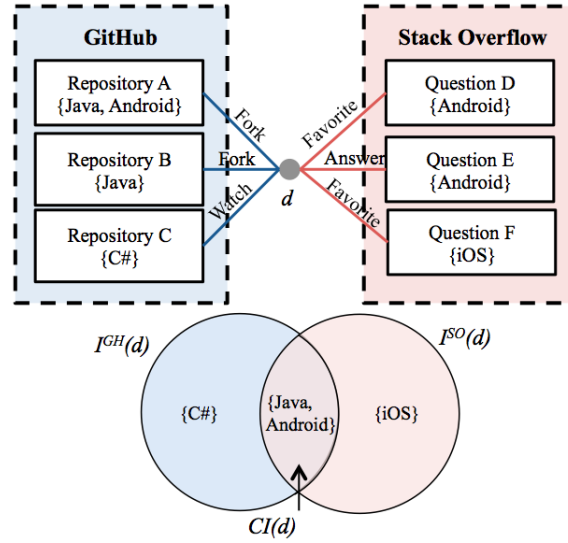 GitHub
Stack Overflow
Repository A
{Java, Android}
Repository B
{Java}
Repository C
{C#}
Fork
Fork
Watch
d
Favorite
Answer
Favorite
Question D
{Android}
Question E
{Android}
Question F
{iOS}
I^GH(d)
I^SO(d)
{C#}
{Java,
Android}
{iOS}
CI(d)